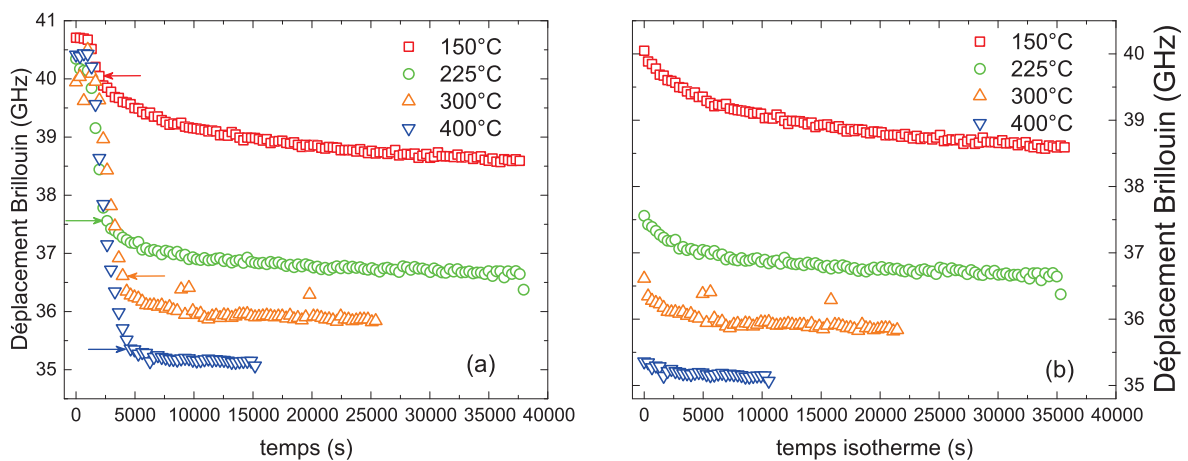 41
40
39
38
37
36
35
Déplacement Brillouin (GHz)
150°C
225°C
300°C
400°C
(a)
0 5000 10000 15000 20000 25000 30000 35000 40000
temps (s)
150°C
225°C
300°C
400°C
(b)
0 5000 10000 15000 20000 25000 30000 35000 40000
temps isotherme (s)
40
39
38
37
36
35
Déplacement Brillouin (GHz)